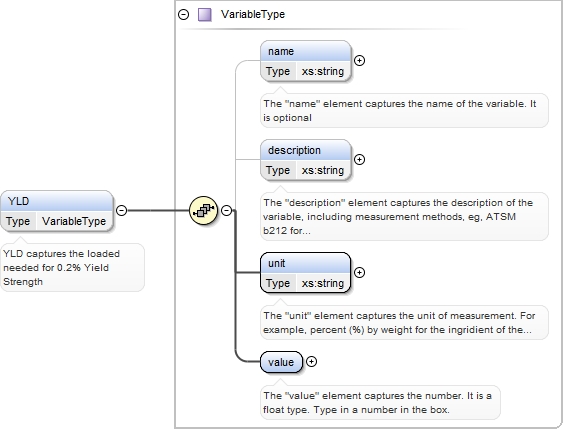 VariableType
name
Type xs:string
The "name" element captures the name of the variable. It
is optional
description
Type xs:string
The "description" element captures the description of the
variable, including measurement methods, eg, ATSM
b212 for...
YLD
Type VariableType
YLD captures the loaded
needed for 0.2% Yield
Strength
unit
Type xs:string
The "unit" element captures the unit of measurement. For
example, percent (%) by weight for the ingridient of the...
value
The "value" element captures the number. It is a
float type. Type in a number in the box.